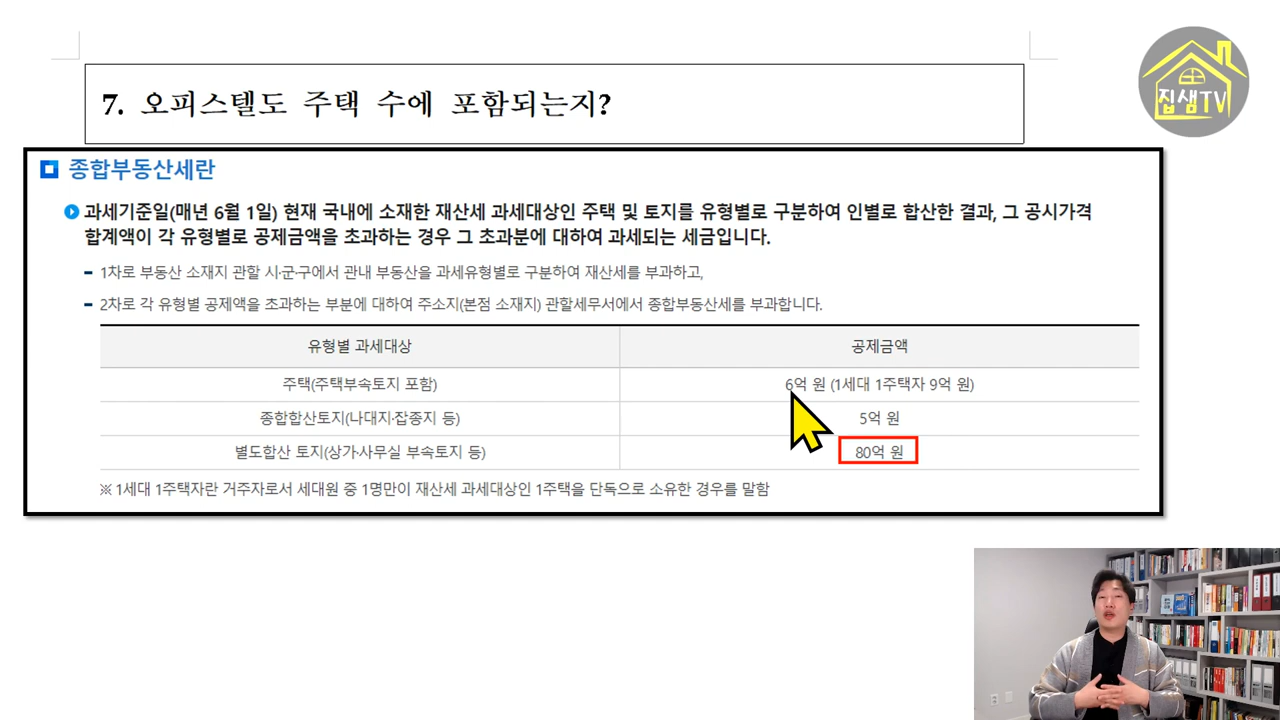 집샘TV
7. 오피스텔도 주택 수에 포함되는지?
종합부동산세란
과세기준일(매년 6월 1일) 현재 국내에 소재한 재산세 과세대상인 주택 및 토지를 유형별로 구분하여 인별로 합산한 결과, 그 공시가격
합계액이 각 유형별로 공제금액을 초과하는 경우 그 초과분에 대하여 과세되는 세금입니다.
- 1차로 부동산 소재지 관할 시·군·구에서 관내 부동산을 과세유형별로 구분하여 재산세를 부과하고,
- 2차로 각 유형별 공제액을 초과하는 부분에 대하여 주소지(본점 소재지) 관할세무서에서 종합부동산세를 부과합니다.
유형별 과세대상 공제금액
주택(주택부속토지 포함) 6억 원 (1세대 1주택자 9억 원)
종합합산토지(나대지·잡종지 등) 5억 원
별도합산 토지(상가·사무실 부속토지 등) 80억 원
※ 1세대 1주택자란 거주자로서 세대원 중 1명만이 재산세 과세대상인 1주택을 단독으로 소유한 경우를 말함